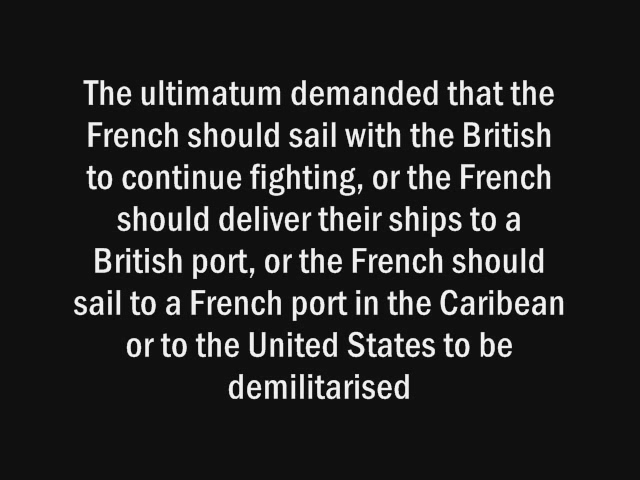 The ultimatum demanded that the
French should sail with the British
to continue fighting, or the French
should deliver their ships to a
British port, or the French should
sail to a French port in the Caribean
or to the United States to be
demilitarised